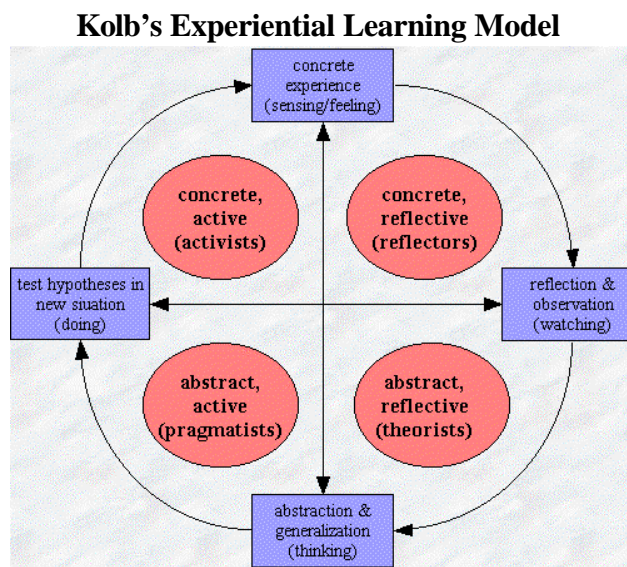 Kolb's Experiential Learning Model
concrete
experience
(sensing/feeling)
concrete,
active
(activists)
concrete,
reflective
(reflectors)
test hypotheses in
new siuation
(doing)
reflection &
observation
(watching)
abstract,
active
(pragmatists)
abstract,
reflective
(theorists)
abstraction &
generalization
(thinking)